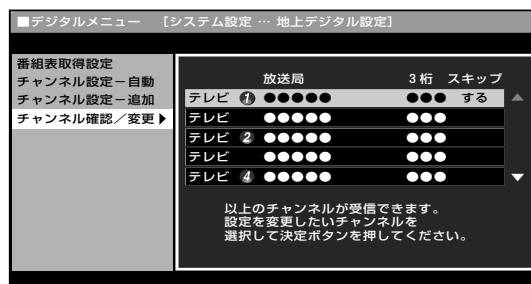 ■デジタルメニュー　[システム設定 … 地上デジタル設定]
番組表取得設定
チャンネル設定－自動
チャンネル設定－追加
チャンネル確認／変更▶
放送局　3桁　スキップ
テレビ ① ●●●●● ●●● する ▲
テレビ ●●●●● ●●●
テレビ ② ●●●●● ●●●
テレビ ●●●●● ●●●
テレビ ④ ●●●●● ●●● ▼
以上のチャンネルが受信できます。
設定を変更したいチャンネルを
選択して決定ボタンを押してください。